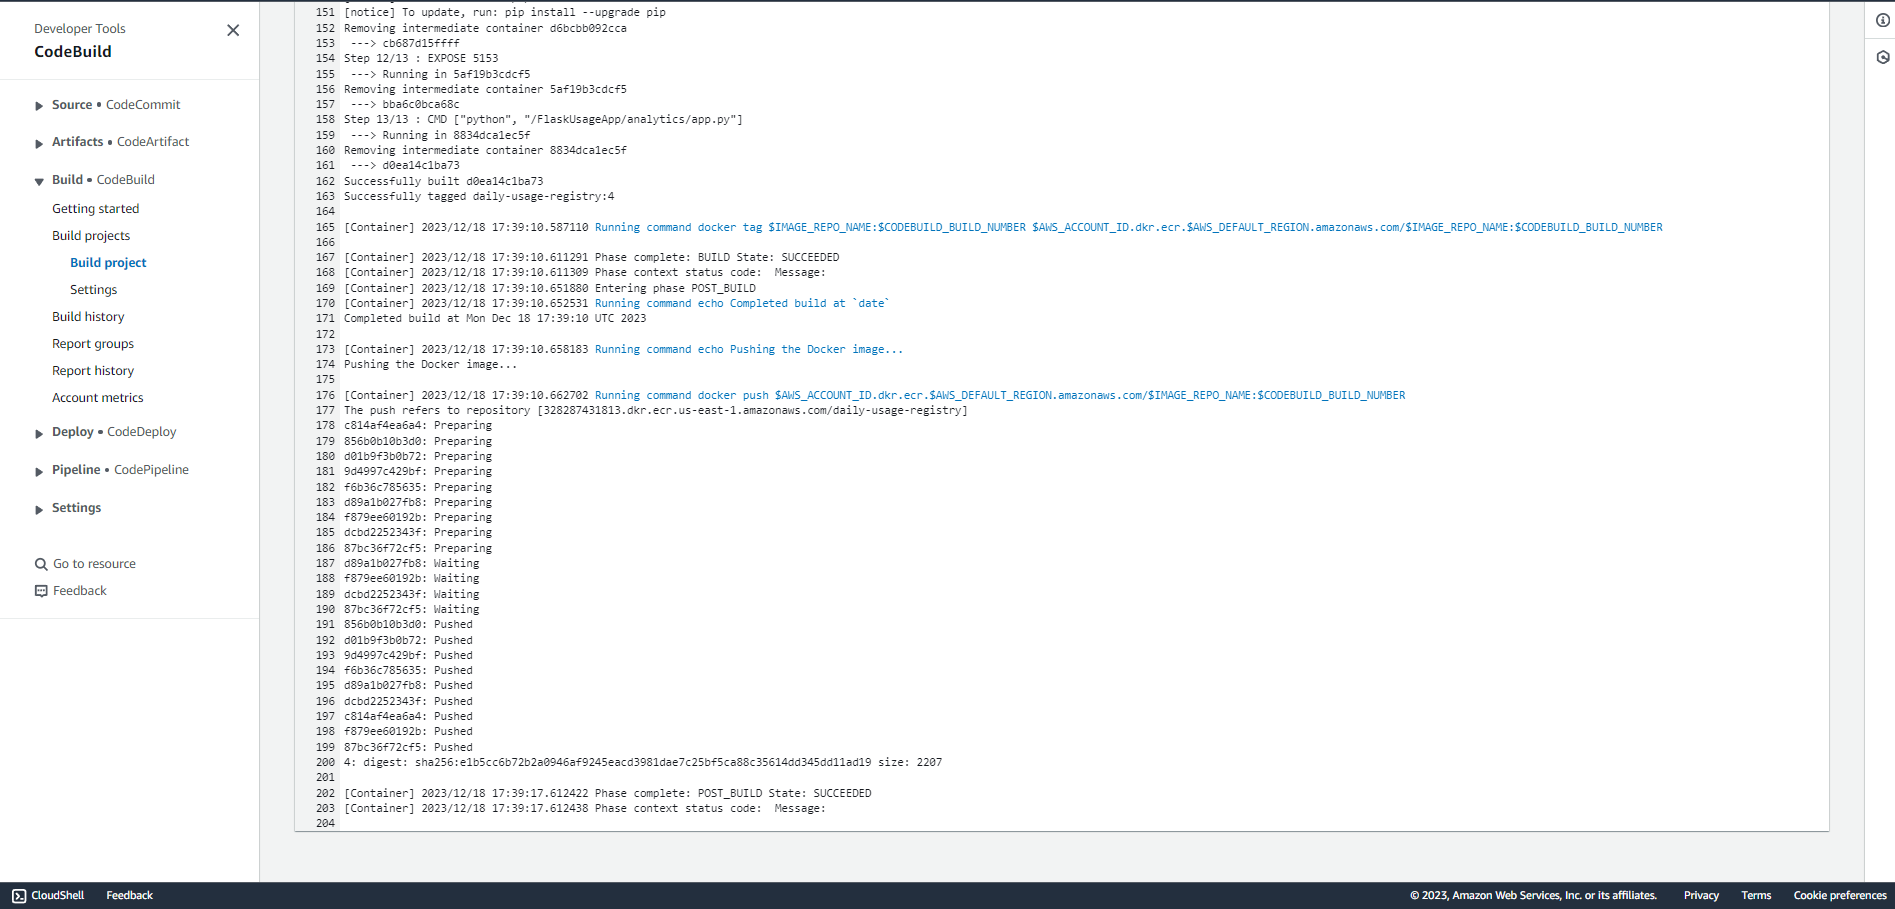 Developer Tools
CodeBuild
Source • CodeCommit
Artifacts • CodeArtifact
Build • CodeBuild
Getting started
Build projects
Build project
Settings
Build history
Report groups
Report history
Account metrics
Deploy • CodeDeploy
Pipeline • CodePipeline
Settings
Go to resource
Feedback
151 [notice] To update, run: pip install --upgrade pip
152 Removing intermediate container d6bcbb092cca
153 ---> cb687d15ffff
154 Step 12/13 : EXPOSE 5153
155 ---> Running in 5af19b3cdcf5
156 Removing intermediate container 5af19b3cdcf5
157 ---> bba6c0bca68c
158 Step 13/13 : CMD ["python", "/FlaskUsageApp/analytics/app.py"]
159 ---> Running in 8834dca1ec5f
160 Removing intermediate container 8834dca1ec5f
161 ---> d0ea14c1ba73
162 Successfully built d0ea14c1ba73
163 Successfully tagged daily-usage-registry:4
164
165 [Container] 2023/12/18 17:39:10.587110 Running command docker tag $IMAGE_REPO_NAME:$CODEBUILD_BUILD_NUMBER $AWS_ACCOUNT_ID.dkr.ecr.$AWS_DEFAULT_REGION.amazonaws.com/$IMAGE_REPO_NAME:$CODEBUILD_BUILD_NUMBER
166
167 [Container] 2023/12/18 17:39:10.611291 Phase complete: BUILD State: SUCCEEDED
168 [Container] 2023/12/18 17:39:10.611309 Phase context status code:  Message:
169 [Container] 2023/12/18 17:39:10.651880 Entering phase POST_BUILD
170 [Container] 2023/12/18 17:39:10.652531 Running command echo Completed build at `date`
171 Completed build at Mon Dec 18 17:39:10 UTC 2023
172
173 [Container] 2023/12/18 17:39:10.658183 Running command echo Pushing the Docker image...
174 Pushing the Docker image...
175
176 [Container] 2023/12/18 17:39:10.662702 Running command docker push $AWS_ACCOUNT_ID.dkr.ecr.$AWS_DEFAULT_REGION.amazonaws.com/$IMAGE_REPO_NAME:$CODEBUILD_BUILD_NUMBER
177 The push refers to repository [328287431813.dkr.ecr.us-east-1.amazonaws.com/daily-usage-registry]
178 c814af4ea6a4: Preparing
179 856b0b10b3d0: Preparing
180 d01b9f3b0b72: Preparing
181 9d4997c429bf: Preparing
182 f6b36c785635: Preparing
183 d89a1b027fb8: Preparing
184 f879ee60192b: Preparing
185 dcbd2252343f: Preparing
186 87bc36f72cf5: Preparing
187 d89a1b027fb8: Waiting
188 f879ee60192b: Waiting
189 dcbd2252343f: Waiting
190 87bc36f72cf5: Waiting
191 856b0b10b3d0: Pushed
192 d01b9f3b0b72: Pushed
193 9d4997c429bf: Pushed
194 f6b36c785635: Pushed
195 d89a1b027fb8: Pushed
196 dcbd2252343f: Pushed
197 c814af4ea6a4: Pushed
198 f879ee60192b: Pushed
199 87bc36f72cf5: Pushed
200 4: digest: sha256:e1b5cc6b72b2a0946af9245eacd3981dae7c25bf5ca88c35614dd345dd11ad19 size: 2207
201
202 [Container] 2023/12/18 17:39:17.612422 Phase complete: POST_BUILD State: SUCCEEDED
203 [Container] 2023/12/18 17:39:17.612438 Phase context status code:  Message:
204
CloudShell Feedback © 2023, Amazon Web Services, Inc. or its affiliates. Privacy Terms Cookie preferences